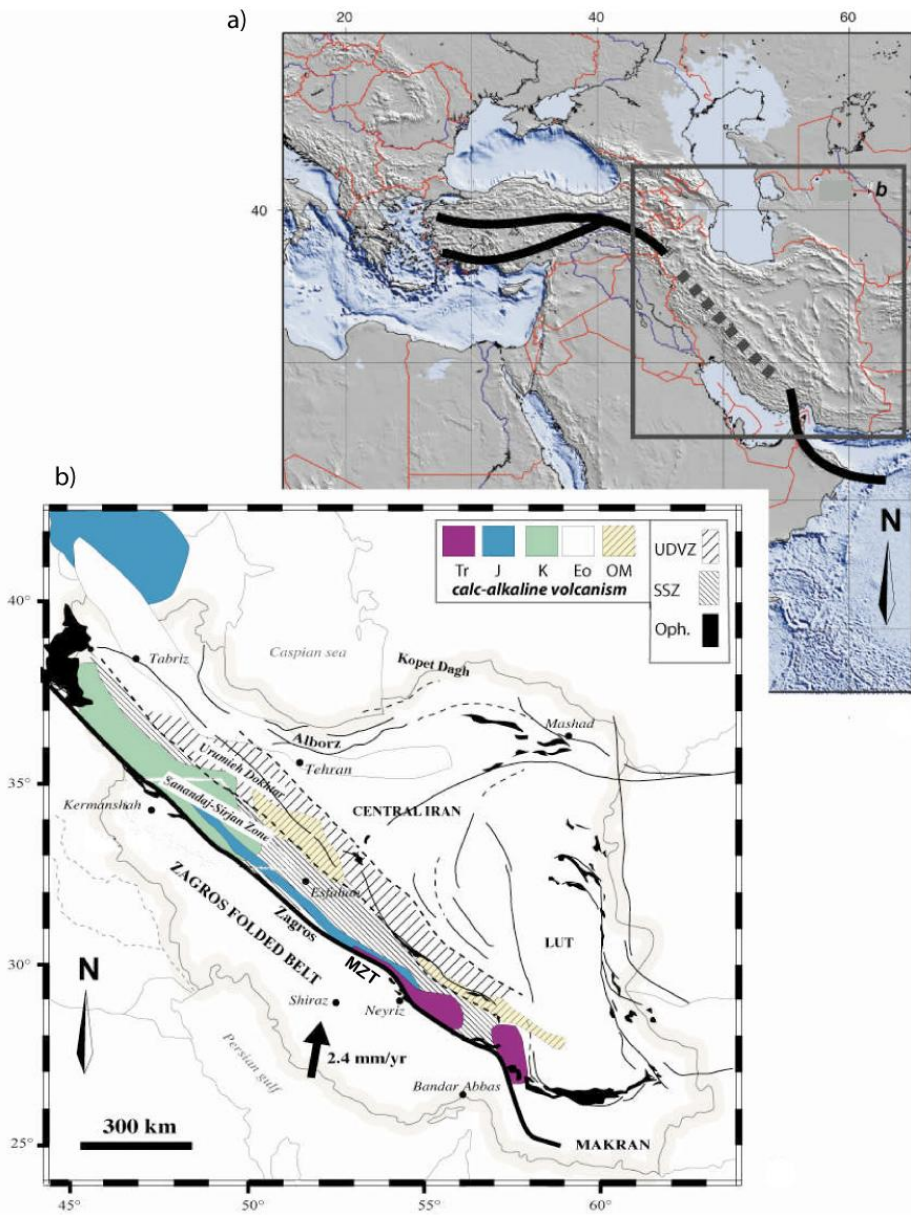 a)
20
40
60
40
b
N
b)
Tr
J
K
Eo
OM
calc-alkaline volcanism
UDVZ
SSZ
Oph.
40°
35°
30°
25°
Tabriz
Caspian sea
Kopet Dagh
Mashad
Alborz
Tehran
Urumieh Dokhtar
Kermanshah
Sanandaj-Sirjan Zone
CENTRAL IRAN
Esfahan
ZAGROS FOLDED BELT
Zagros
MZT
LUT
N
Shiraz
Neyriz
2.4 mm/yr
Persian gulf
Bandar Abbas
300 km
MAKRAN
45°
50°
55°
60°